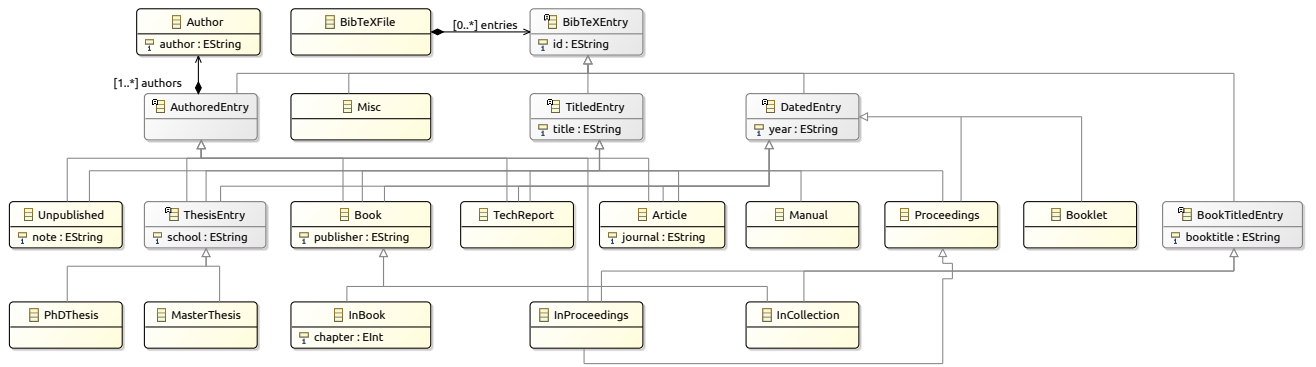 Author
author : EString
BibTeXFile
[0..*] entries
BibTeXEntry
id : EString
[1..*] authors
AuthoredEntry
Misc
TitledEntry
title : EString
DatedEntry
year : EString
Unpublished
note : EString
ThesisEntry
school : EString
Book
publisher : EString
TechReport
Article
journal : EString
Manual
Proceedings
Booklet
BookTitledEntry
booktitle : EString
PhDThesis
MasterThesis
InBook
chapter : EInt
InProceedings
InCollection